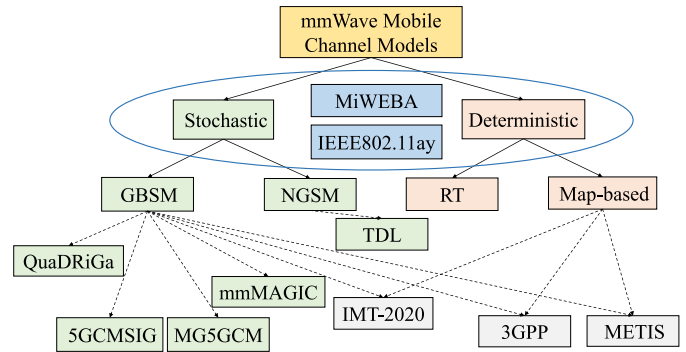 mmWave Mobile
Channel Models
MiWEBA
Stochastic
Deterministic
IEEE802.11ay
GBSM
NGSM
RT
Map-based
TDL
QuaDRiGa
mmMAGIC
IMT-2020
5GCMSIG
MG5GCM
3GPP
METIS